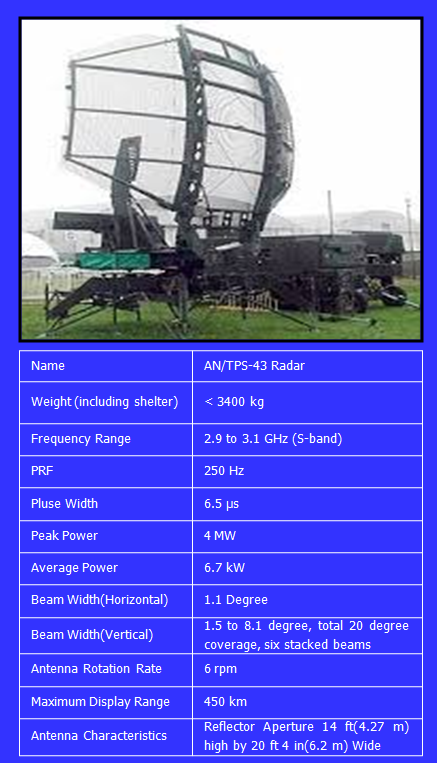 Name AN/TPS-43 Radar
Weight (including shelter) < 3400 kg
Frequency Range 2.9 to 3.1 GHz (S-band)
PRF 250 Hz
Pluse Width 6.5 µs
Peak Power 4 MW
Average Power 6.7 kW
Beam Width(Horizontal) 1.1 Degree
Beam Width(Vertical) 1.5 to 8.1 degree, total 20 degree
coverage, six stacked beams
Antenna Rotation Rate 6 rpm
Maximum Display Range 450 km
Antenna Characteristics Reflector Aperture 14 ft(4.27 m)
high by 20 ft 4 in(6.2 m) Wide